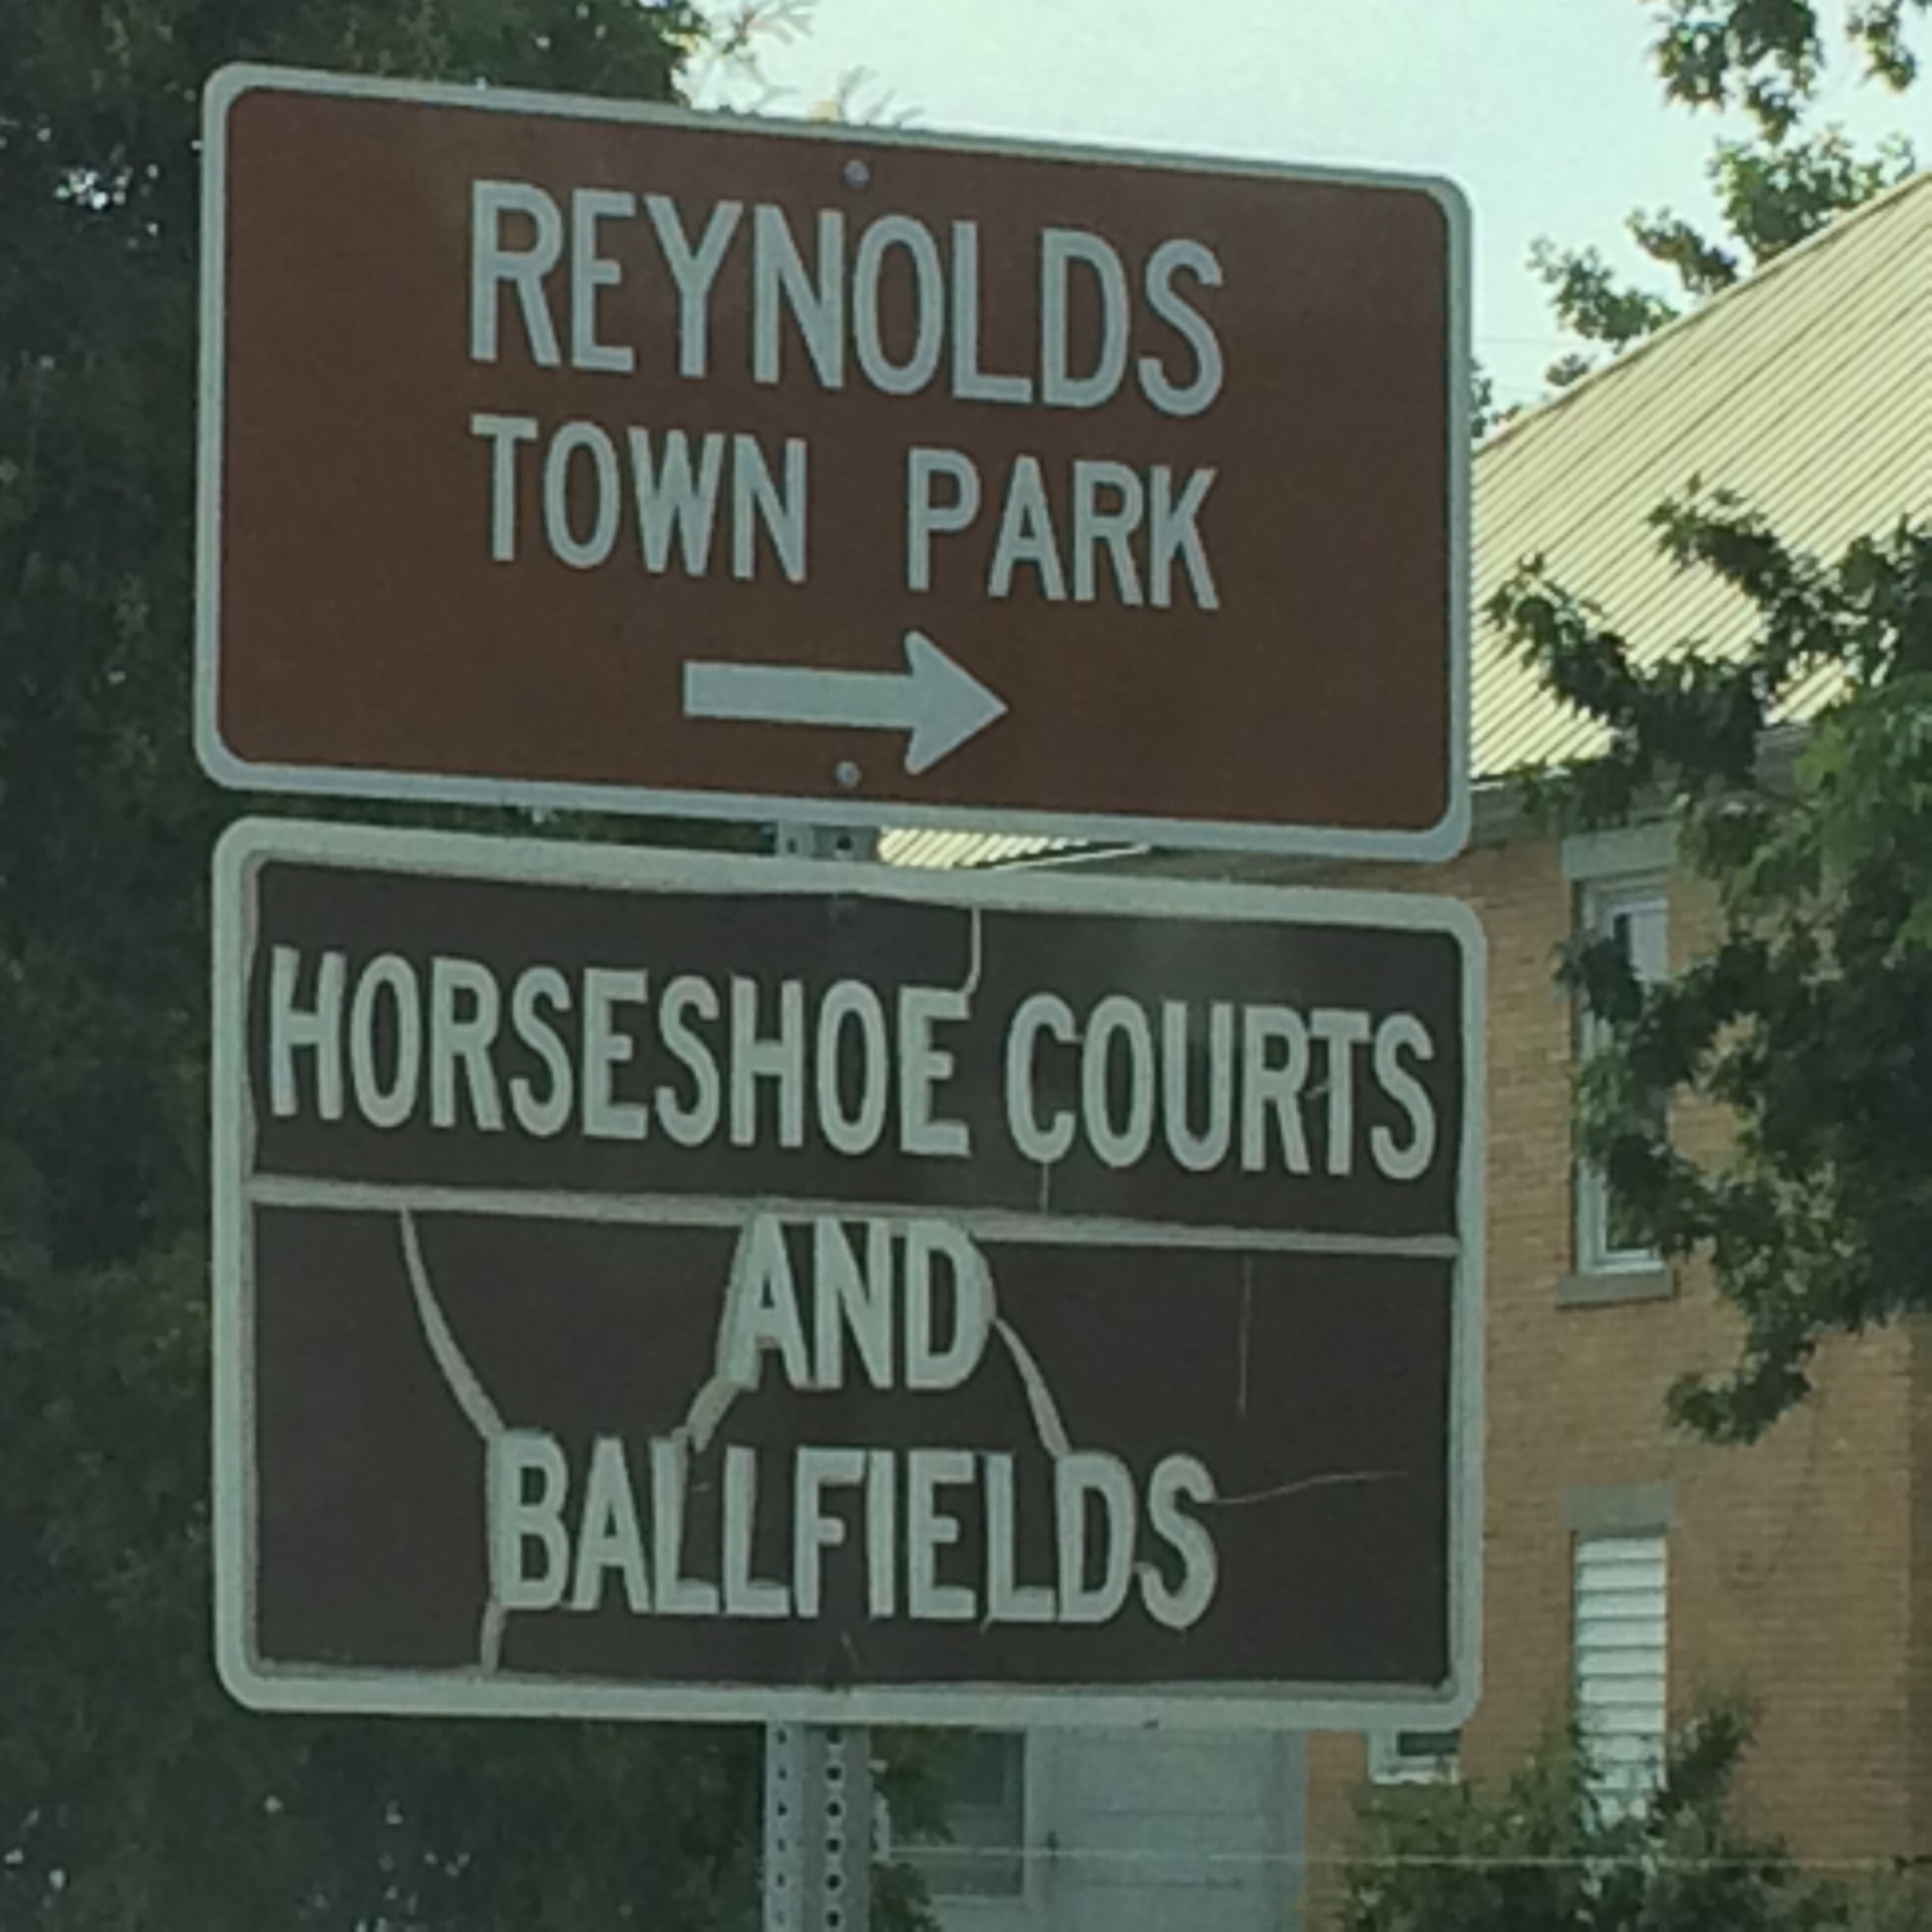 REYNOLDS
TOWN PARK
HORSESHOE COURTS
AND
BALLFIELDS